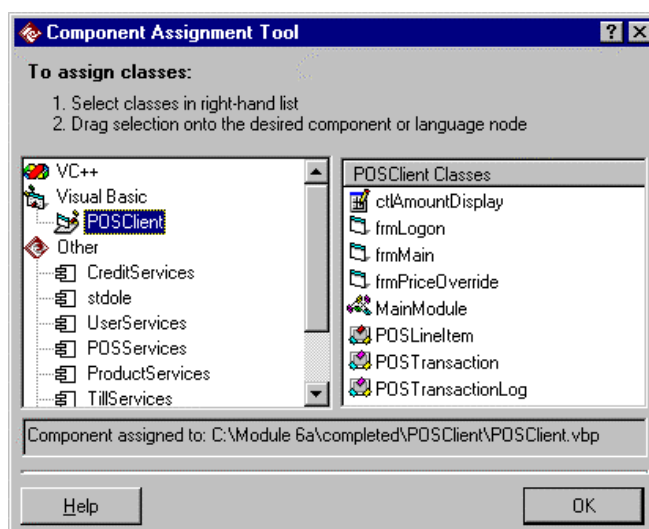 Component Assignment Tool
To assign classes:
1. Select classes in right-hand list
2. Drag selection onto the desired component or language node
VC++
Visual Basic
POSClient
Other
CreditServices
stdole
UserServices
POSServices
ProductServices
TillServices
POSClient Classes
ctlAmountDisplay
frmLogon
frmMain
frmPriceOverride
MainModule
POSLineItem
POSTransaction
POSTransactionLog
Component assigned to: C:\Module 6a\completed\POSClient\POSClient.vbp
Help
OK